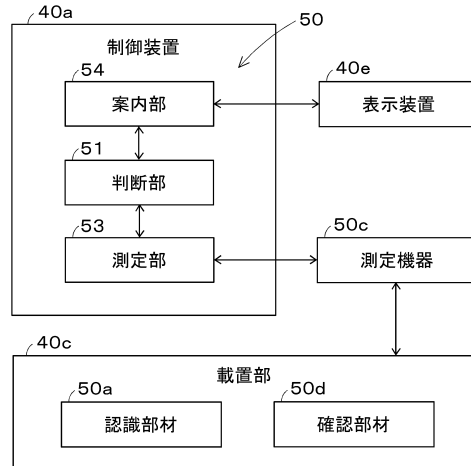 40a
制御装置
50
54
案内部
40e
表示装置
51
判断部
53
測定部
50c
測定機器
40c
載置部
50a
認識部材
50d
確認部材